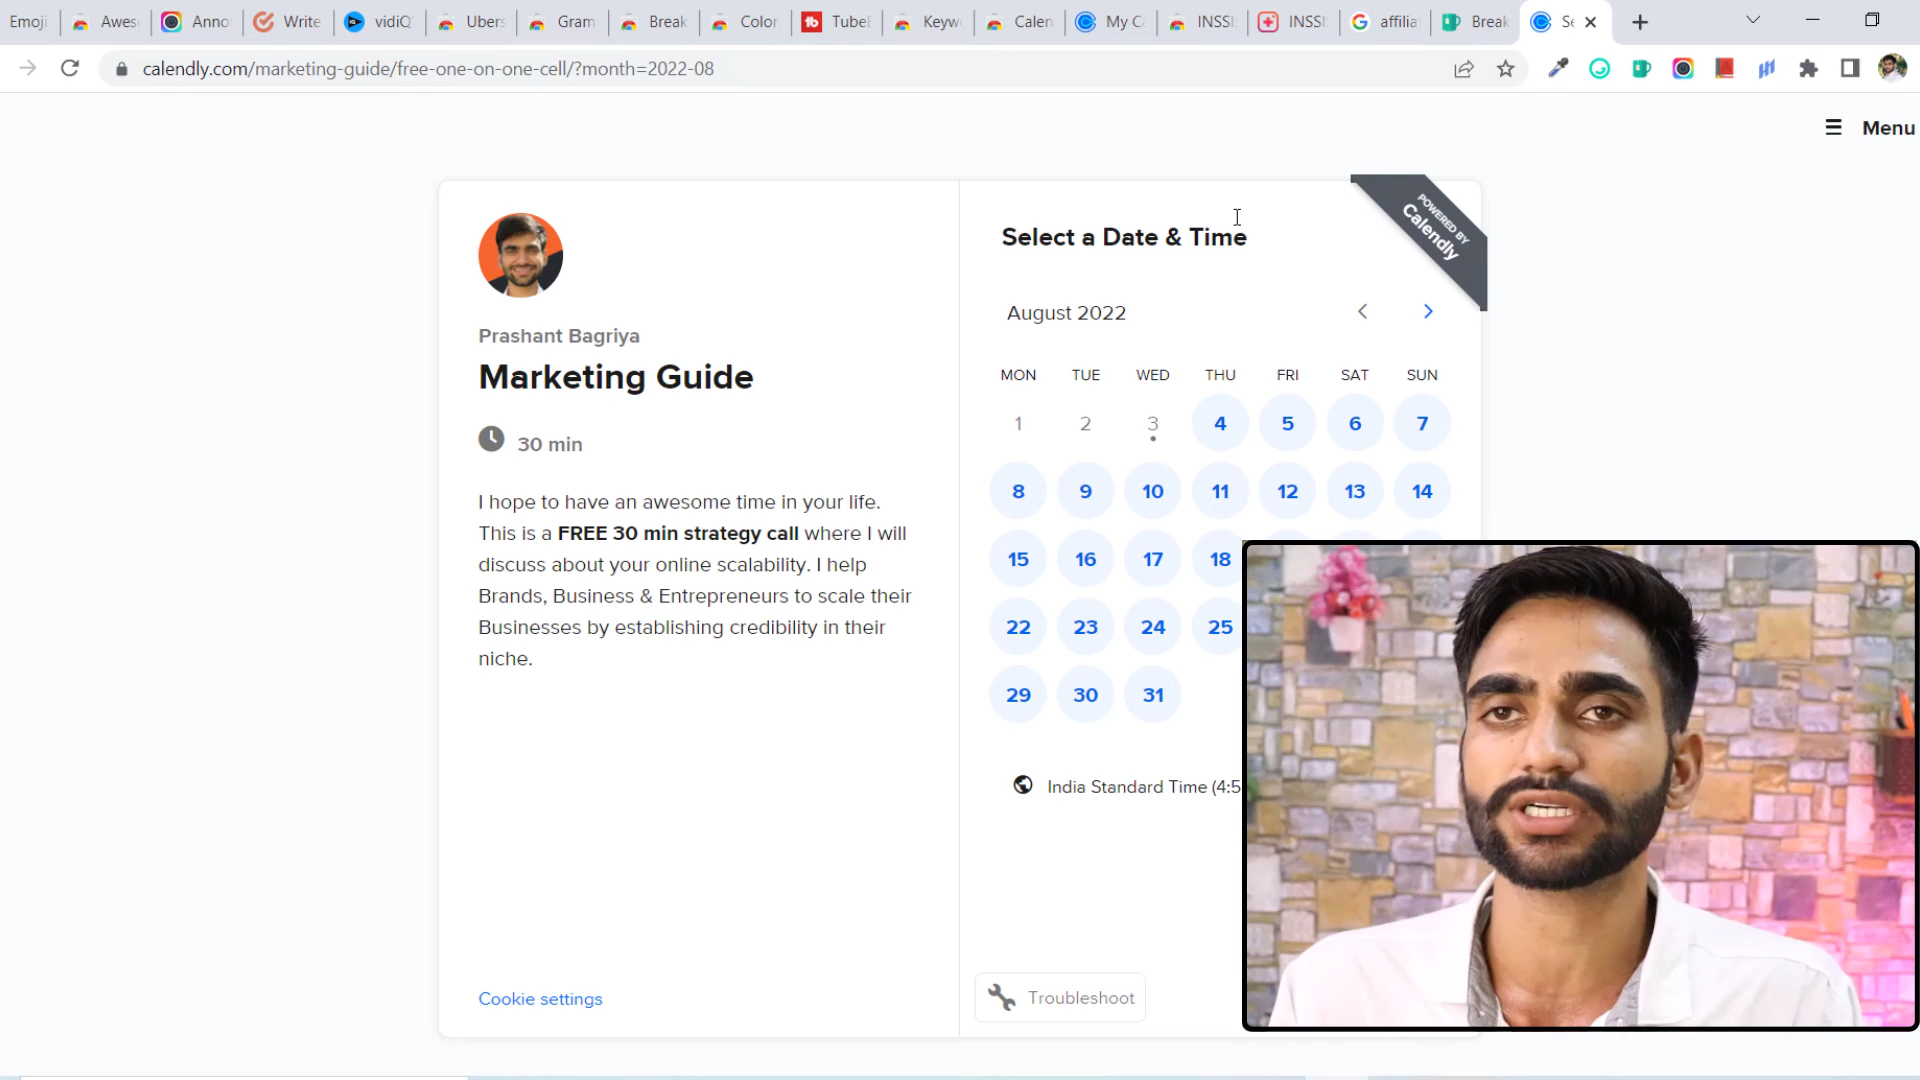 Emoji
Awes
Anno
Write
vidiQ
Ubers
Gram
Break
Color
TubeB
Keyw
Calen
My Ca
INSSI
INSSI
affilia
Break
Se
calendly.com/marketing-guide/free-one-on-one-cell/?month=2022-08
Menu
Prashant Bagriya
Marketing Guide
30 min
I hope to have an awesome time in your life.
This is a FREE 30 min strategy call where I will
discuss about your online scalability. I help
Brands, Business & Entrepreneurs to scale their
Businesses by establishing credibility in their
niche.
Cookie settings
Select a Date & Time
POWERED BY
Calendly
August 2022
MON TUE WED THU FRI SAT SUN
1 2 3 4 5 6 7
8 9 10 11 12 13 14
15 16 17 18
22 23 24 25
29 30 31
India Standard Time (4:5
Troubleshoot